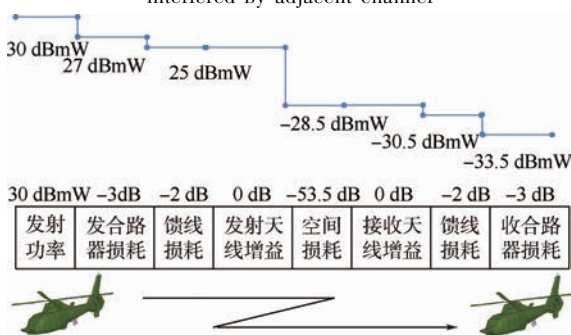 interfered by adjacent channel
30 dBmW
27 dBmW
25 dBmW
−28.5 dBmW
−30.5 dBmW
−33.5 dBmW
30 dBmW −3dB −2 dB 0 dB −53.5 dB 0 dB −2 dB −3 dB
发射功率 发合路器损耗 馈线损耗 发射天线增益 空间损耗 接收天线增益 馈线损耗 收合路器损耗